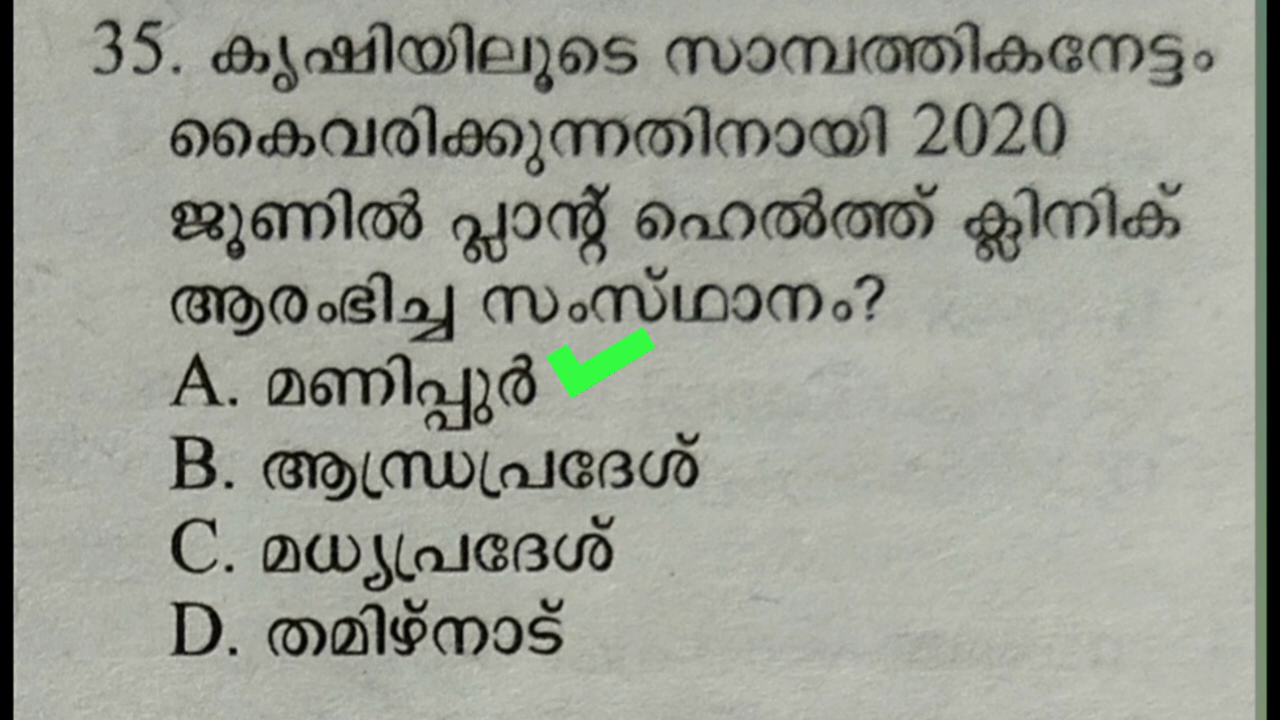 35. കൃഷിയിലൂടെ സാമ്പത്തികനേട്ടം
കൈവരിക്കുന്നതിനായി 2020
ജൂണിൽ പ്ലാന്റ് ഹെൽത്ത് ക്ലിനിക്
ആരംഭിച്ച സംസ്ഥാനം?
A. മണിപ്പുർ
B. ആന്ധ്രപ്രദേശ്
C. മധ്യപ്രദേശ്
D. തമിഴ്നാട്